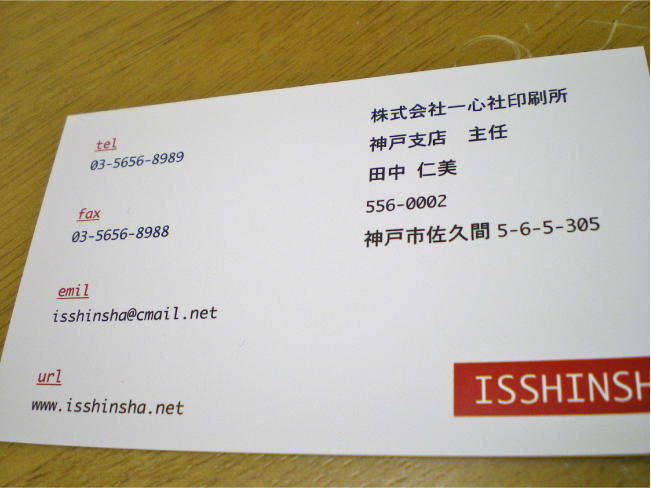 tel
03-5656-8989
fax
03-5656-8988
emil
isshinsha@cmail.net
url
www.isshinsha.net
株式会社一心社印刷所
神戸支店 主任
田中 仁美
556-0002
神戸市佐久間 5-6-5-305
ISSHINSH